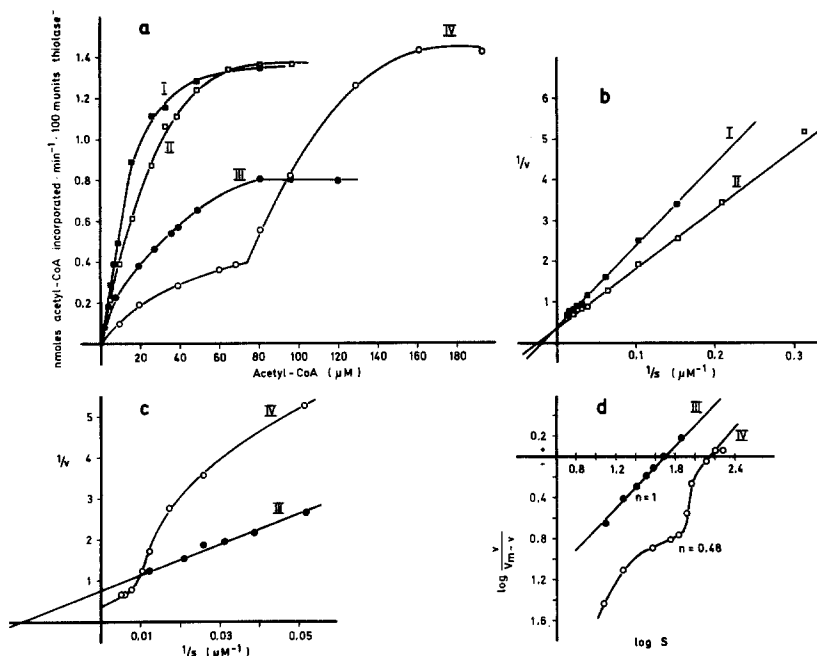 a
nmoles acetyl-CoA incorporated · min⁻¹ · 100 munits thiolase⁻
1.4
1.2
1.0
0.8
0.6
0.4
0.2
0
I
II
III
IV
0 20 40 60 80 100 120 140 160 180
Acetyl-CoA (μM)
b
1/v
6
5
4
3
2
1
I
II
0 0.1 0.2 0.3
1/s (μM⁻¹)
c
1/v
5
4
3
2
1
IV
III
0.01 0.03 0.05
1/s (μM⁻¹)
d
III
IV
0.2
+
-
0.8 1.2 1.6 2.4
0.4
0.8
1.2
1.6
n=1
n=0.48
log v/Vm-v
log S